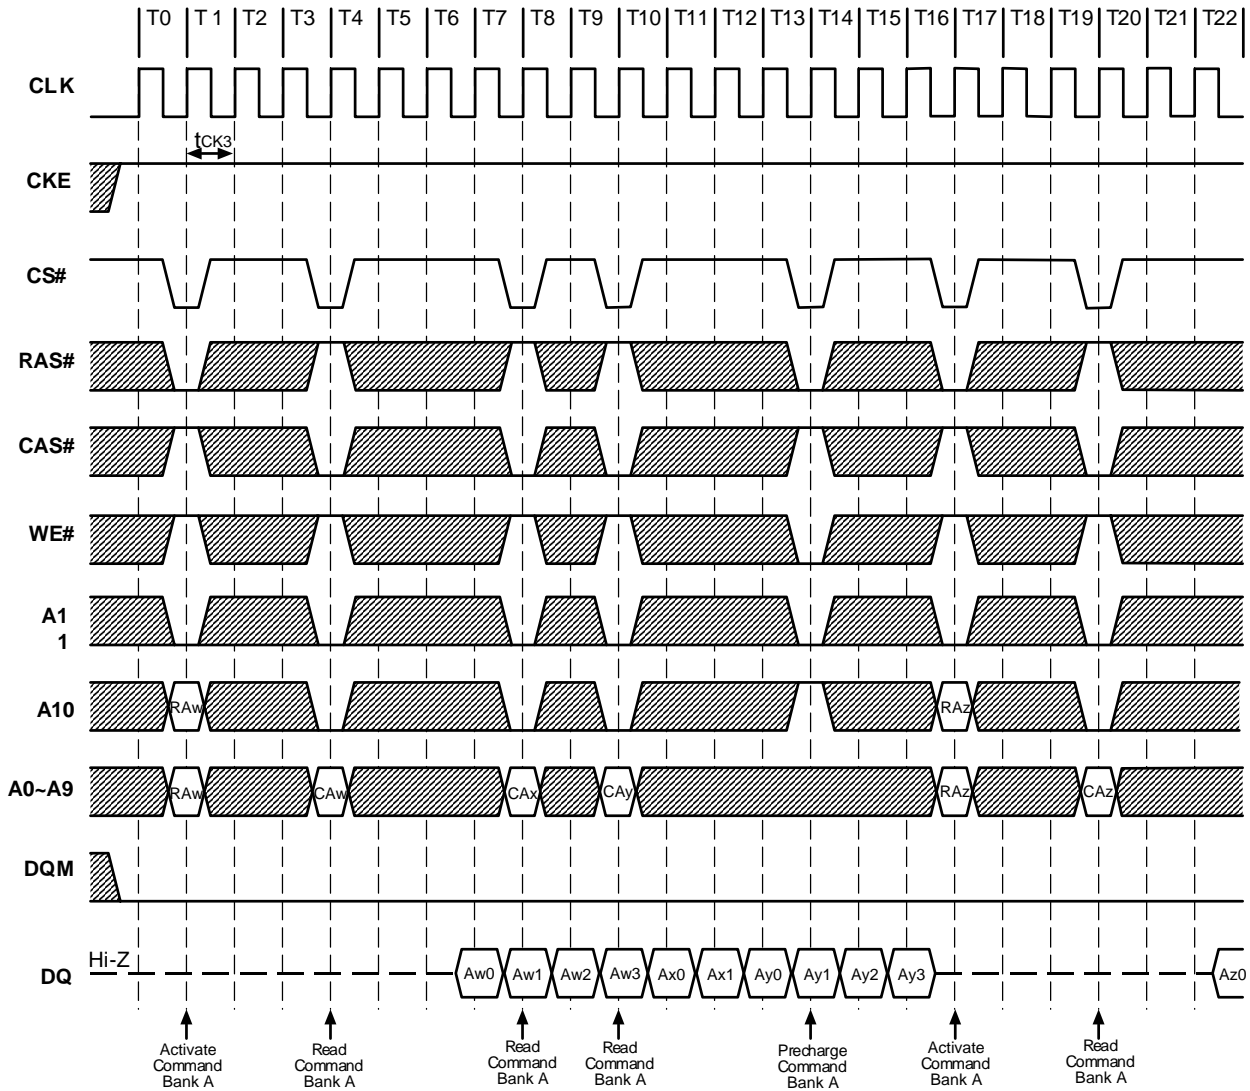 T0 T 1 T2 T3 T4 T5 T6 T7 T8 T9 T10 T11 T12 T13 T14 T15 T16 T17 T18 T19 T20 T21 T22
CLK
tCK3
CKE
CS#
RAS#
CAS#
WE#
A1
1
A10 RAw RAz
A0~A9 RAw CAw CAx CAy RAz CAz
DQM
Hi-Z
DQ Aw0 Aw1 Aw2 Aw3 Ax0 Ax1 Ay0 Ay1 Ay2 Ay3 Az0
Activate
Command
Bank A
Read
Command
Bank A
Read
Command
Bank A
Read
Command
Bank A
Precharge
Command
Bank A
Activate
Command
Bank A
Read
Command
Bank A